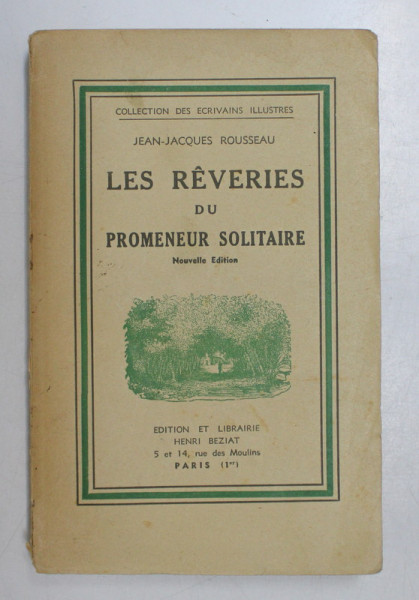 COLLECTION DES ECRIVAINS ILLUSTRES
JEAN-JACQUES ROUSSEAU
LES RÊVERIES
DU
PROMENEUR SOLITAIRE
Nouvelle Edition
EDITION ET LIBRAIRIE
HENRI BEZIAT
5 et 14, rue des Moulins
PARIS (1er)